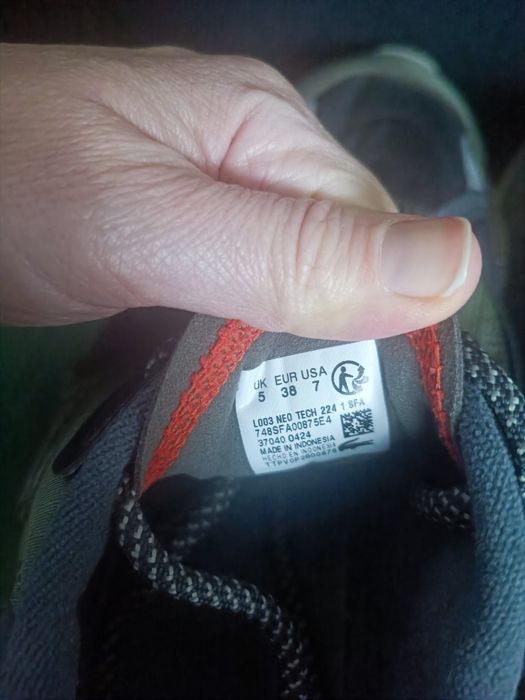 UK EUR USA
5 38 7
L003 NEO TECH 224 1 SFA
748SFA00875E4
37040 0424
MADE IN INDONESIA
HECHO EN INDONESIA